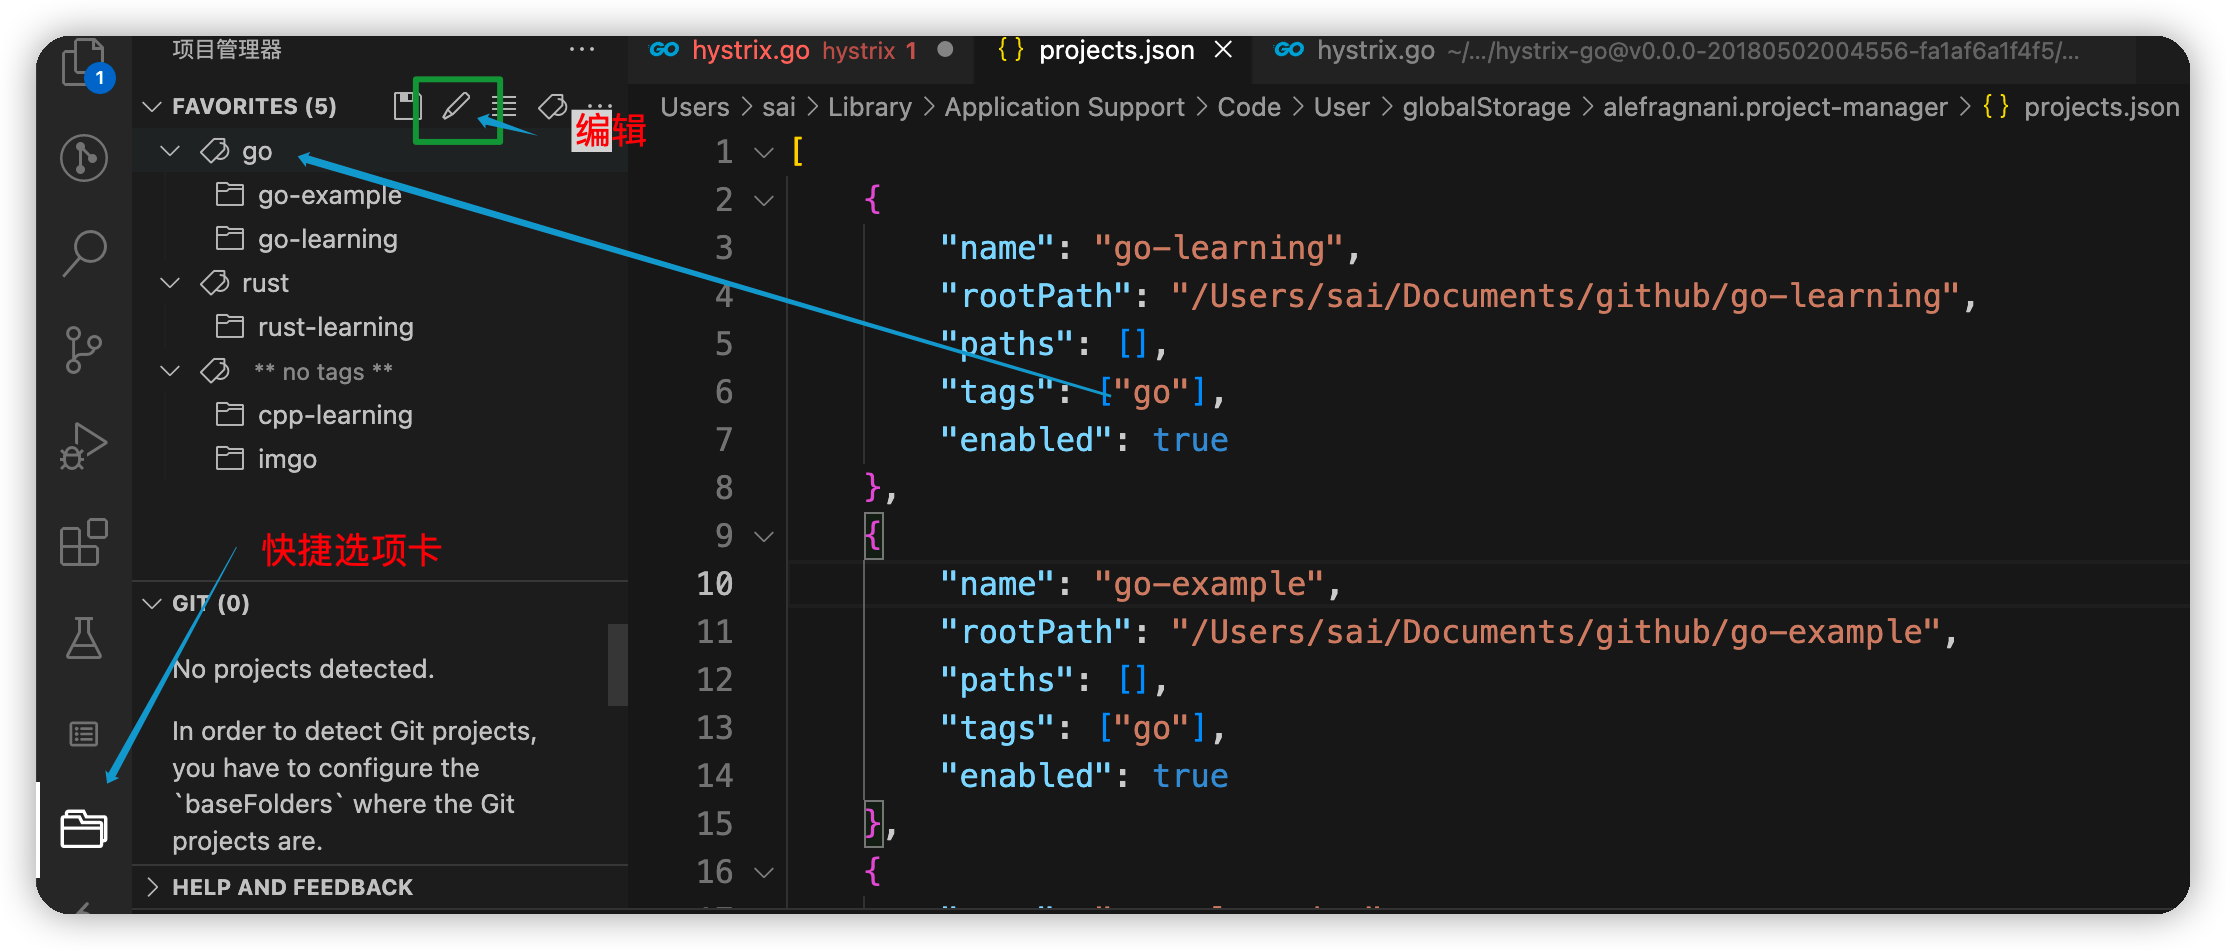 项目管理器 ···
1
FAVORITES (5)
编辑
go
go-example
go-learning
rust
rust-learning
** no tags **
cpp-learning
imgo
快捷选项卡
GIT (0)
No projects detected.
In order to detect Git projects,
you have to configure the
`baseFolders` where the Git
projects are.
HELP AND FEEDBACK
GO hystrix.go hystrix 1 ● {} projects.json × GO hystrix.go ~/.../hystrix-go@v0.0.0-20180502004556-fa1af6a1f4f5/...
Users > sai > Library > Application Support > Code > User > globalStorage > alefragnani.project-manager > {} projects.json
1 [
2 {
3 "name": "go-learning",
4 "rootPath": "/Users/sai/Documents/github/go-learning",
5 "paths": [],
6 "tags": ["go"],
7 "enabled": true
8 },
9 {
10 "name": "go-example",
11 "rootPath": "/Users/sai/Documents/github/go-example",
12 "paths": [],
13 "tags": ["go"],
14 "enabled": true
15 },
16 {